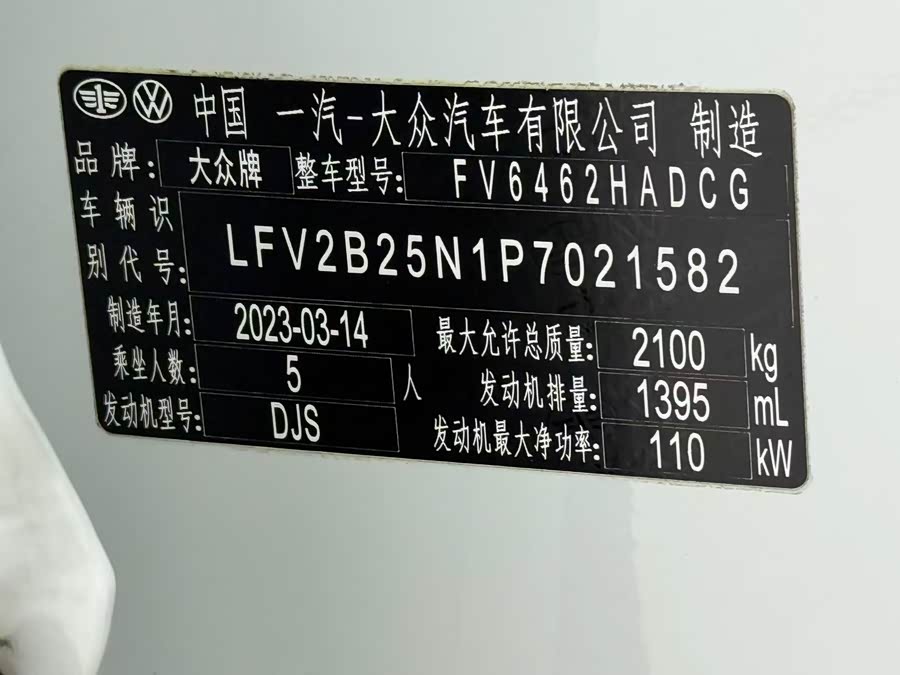 中国 一汽-大众汽车有限公司 制造
品牌: 大众牌 整车型号: FV6462HADCG
车辆识别代号: LFV2B25N1P7021582
制造年月: 2023-03-14 最大允许总质量: 2100 kg
乘坐人数: 5 人 发动机排量: 1395 mL
发动机型号: DJS 发动机最大净功率: 110 kW